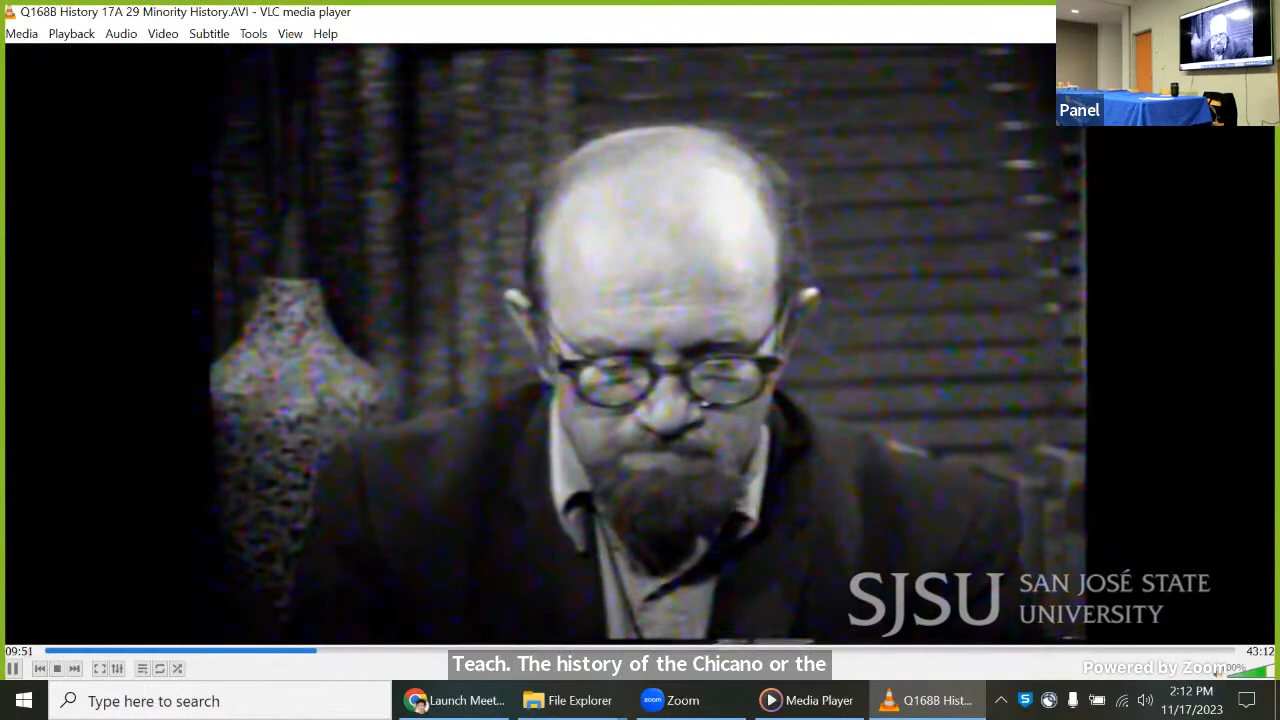 Q168B History 17A 29 Minority History.AVI - VLC media player
Media Playback Audio Video Subtitle Tools View Help
Panel
SJSU SAN JOSÉ STATE
UNIVERSITY
09:51
43:12
Teach. The history of the Chicano or the
Powered by Zoom
Type here to search
Launch Meet...
File Explorer
zoom
Zoom
Media Player
Q168B Hist...
2:12 PM
11/17/2023